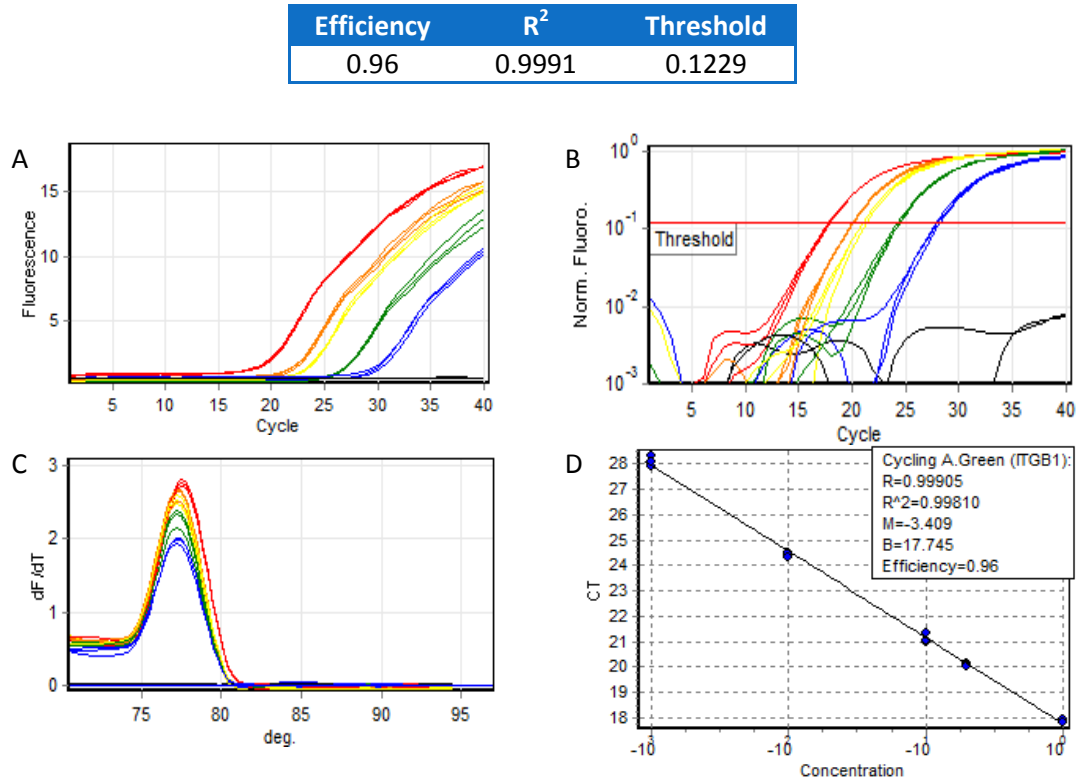 Efficiency R2 Threshold
0.96 0.9991 0.1229
A
Fluorescence
15
10
5
5 10 15 20 25 30 35 40
Cycle
B
Norm. Fluoro.
10^0
10^-1
10^-2
10^-3
Threshold
5 10 15 20 25 30 35 40
Cycle
C
dF/dT
3
2
1
0
75 80 85 90 95
deg.
D
CT
28
27
26
25
24
23
22
21
20
19
18
Cycling A.Green (ITGB1):
R=0.99905
R^2=0.99810
M=-3.409
B=17.745
Efficiency=0.96
-10^3 -10^2 -10^1 10^0
Concentration